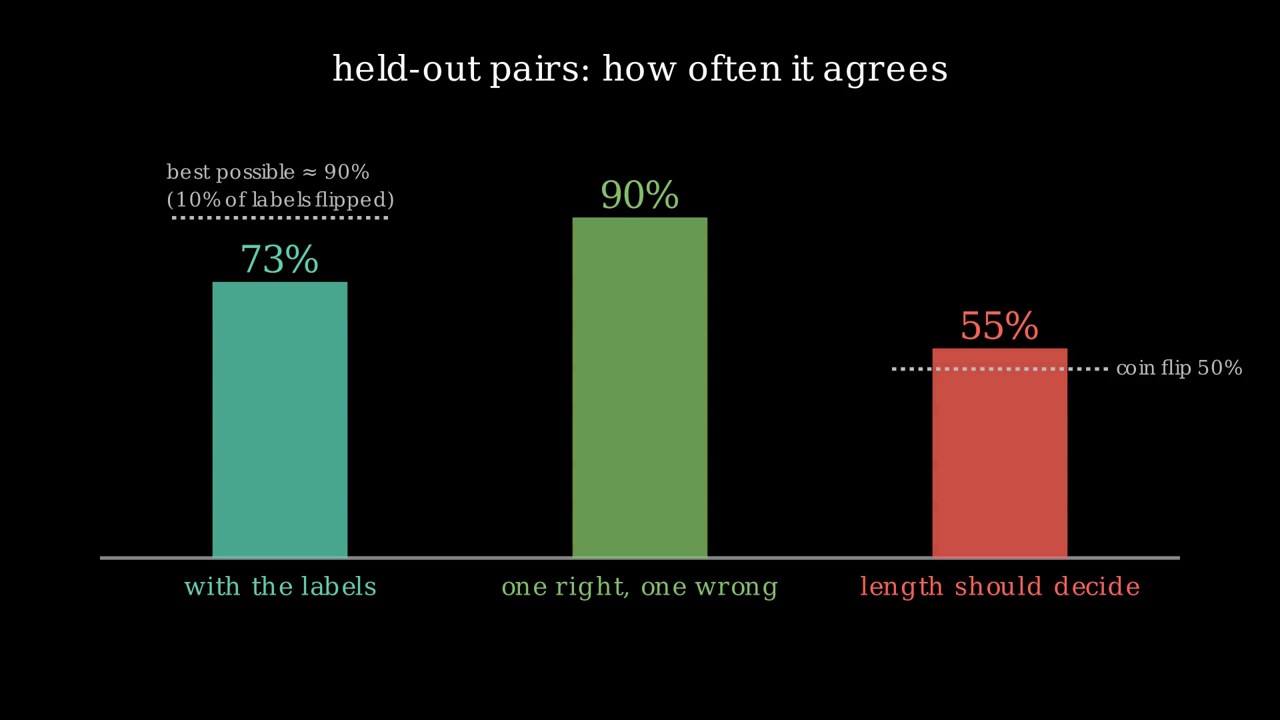 held-out pairs: how often it agrees
best possible ≈ 90%
(10% of labels flipped)
73%
90%
55%
coin flip 50%
with the labels
one right, one wrong
length should decide